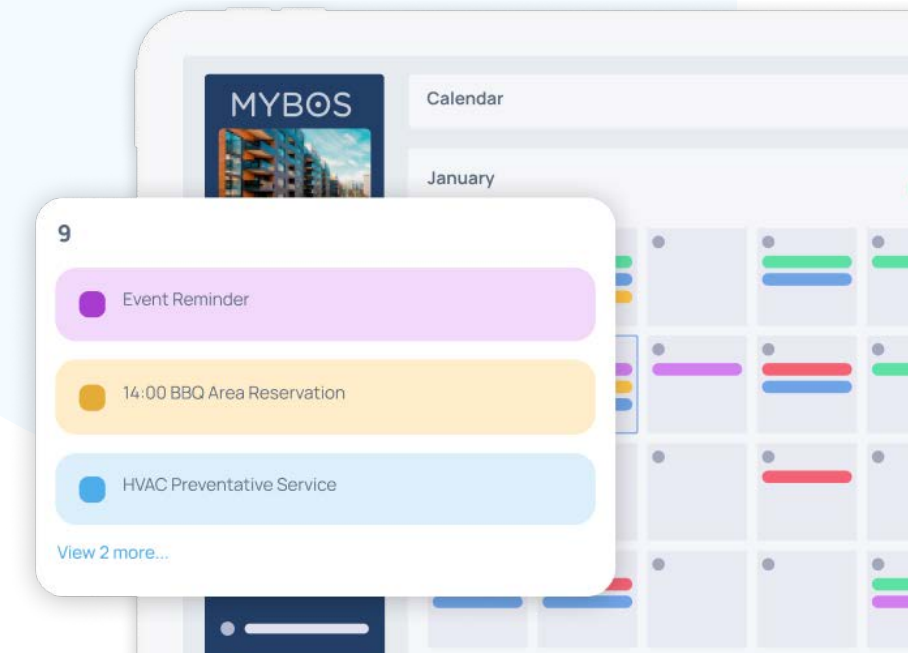 MYBOS
Calendar
January
9
Event Reminder
14:00 BBQ Area Reservation
HVAC Preventative Service
View 2 more...